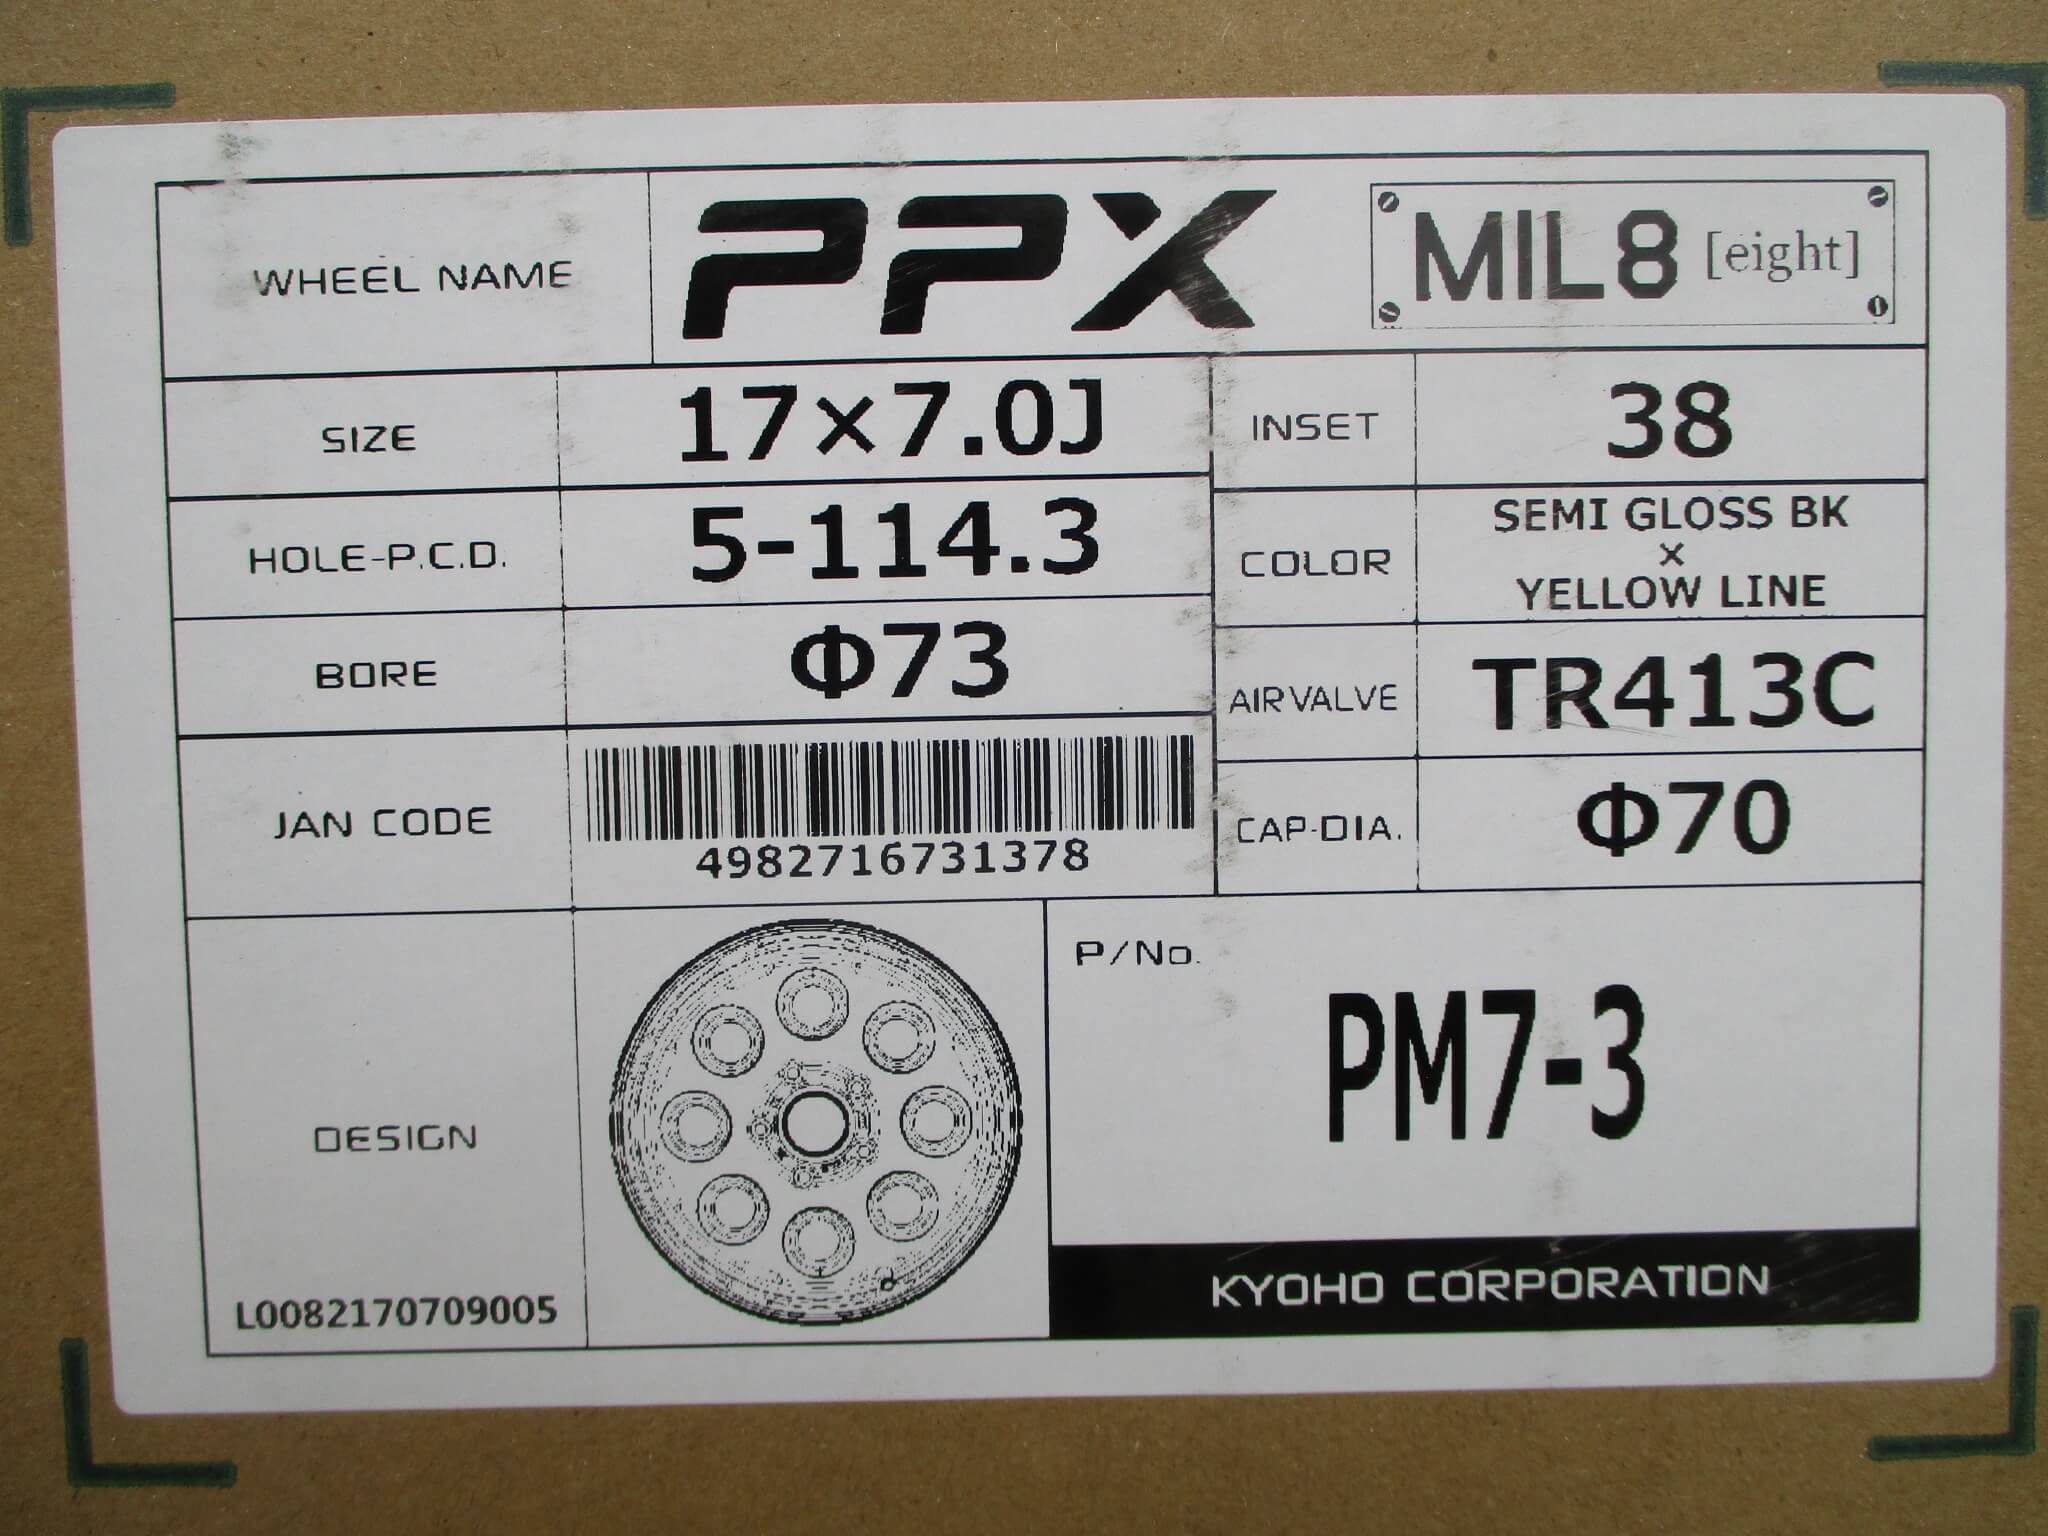 WHEEL NAME
PPX
MIL8 [eight]
SIZE
17×7.0J
INSET
38
HOLE-P.C.D.
5-114.3
COLOR
SEMI GLOSS BK
×
YELLOW LINE
BORE
Φ73
AIRVALVE
TR413C
JAN CODE
4982716731378
CAP-DIA.
Φ70
DESIGN
L0082170709005
P/No.
PM7-3
KYOHO CORPORATION